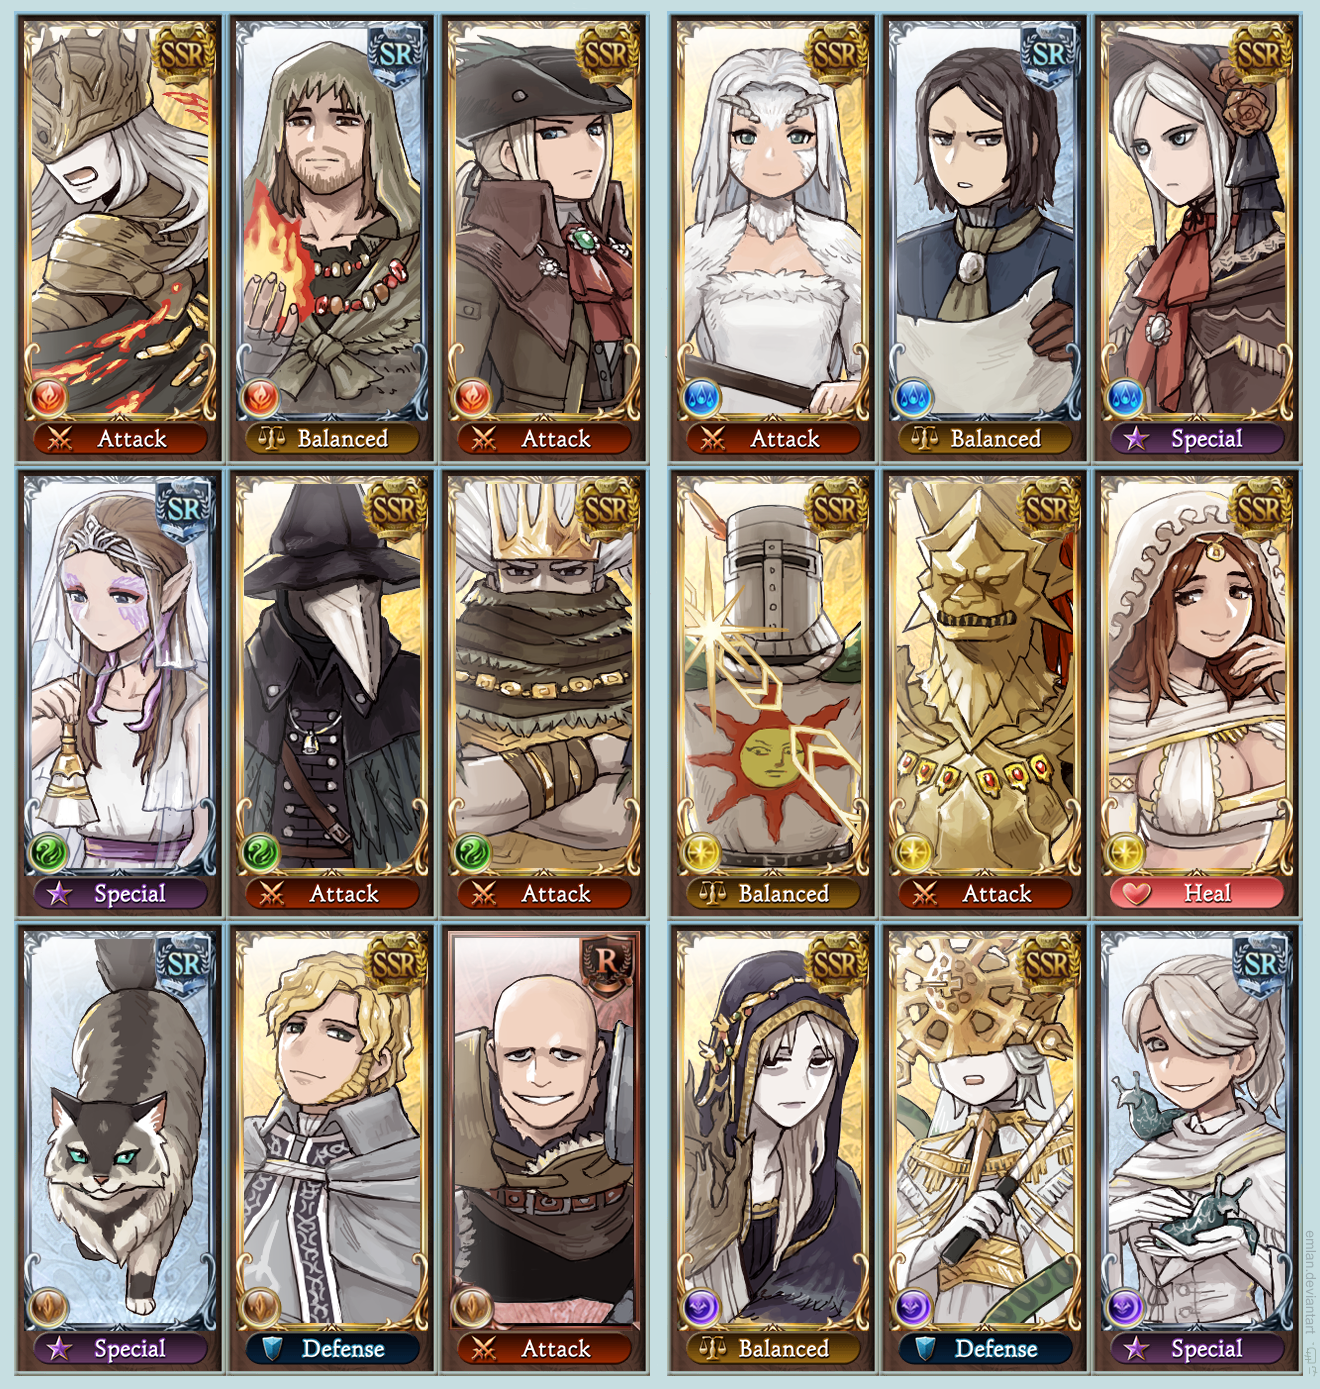 SSR SR SSR SSR SR SSR
Attack Balanced Attack Attack Balanced Special
SR SSR SSR SSR SSR SSR
Special Attack Attack Balanced Attack Heal
SR SSR R SSR SSR SR
Special Defense Attack Balanced Defense Special
emlan.deviantart